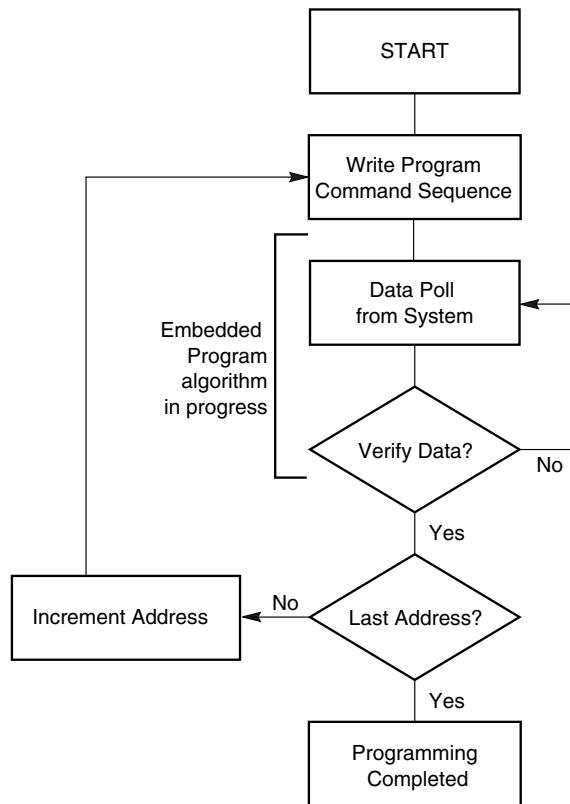 START
Write Program
Command Sequence
Data Poll
from System
Embedded
Program
algorithm
in progress
Verify Data?
No
Yes
Increment Address
No
Last Address?
Yes
Programming
Completed